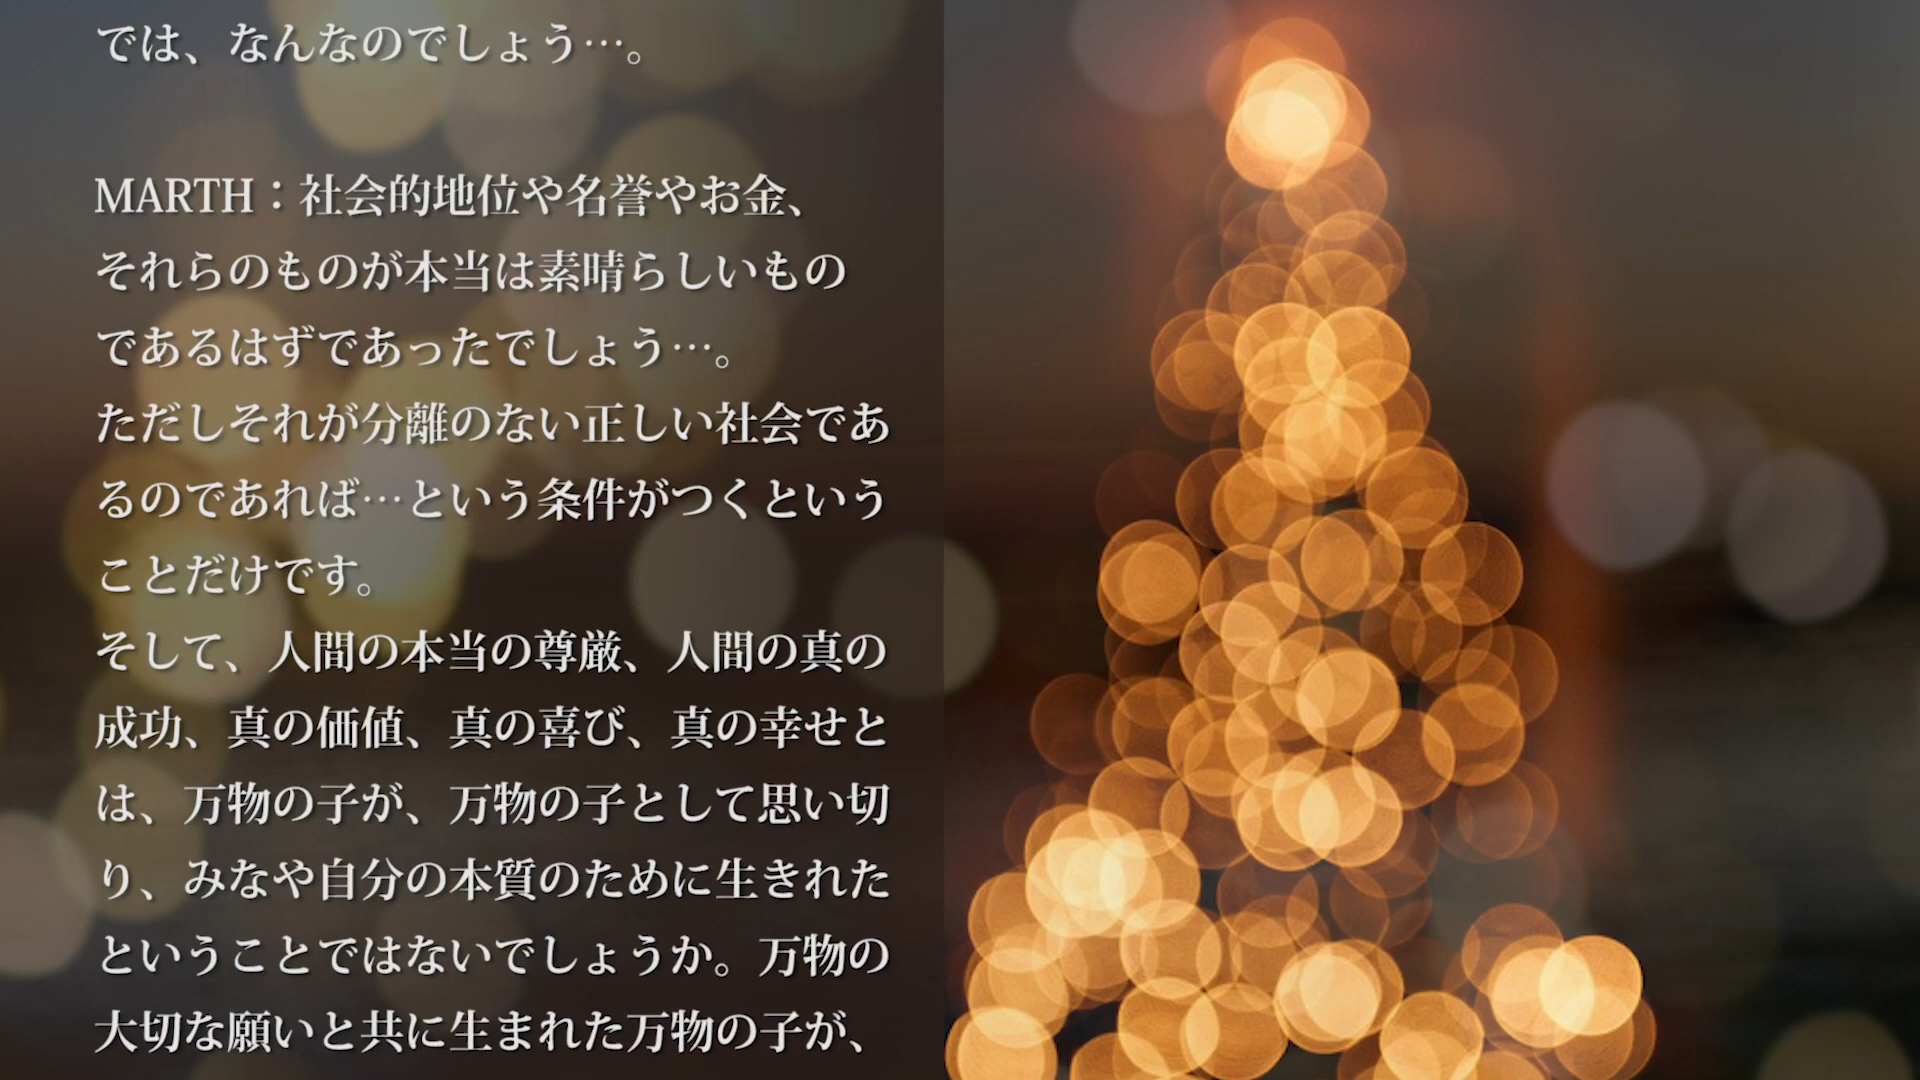 では、なんなのでしょう…。
MARTH：社会的地位や名誉やお金、
それらのものが本当は素晴らしいもの
であるはずであったでしょう…。
ただしそれが分離のない正しい社会であ
るのであれば…という条件がつくという
ことだけです。
そして、人間の本当の尊厳、人間の真の
成功、真の価値、真の喜び、真の幸せと
は、万物の子が、万物の子として思い切
り、みなや自分の本質のために生きれた
ということではないでしょうか。万物の
大切な願いと共に生まれた万物の子が、